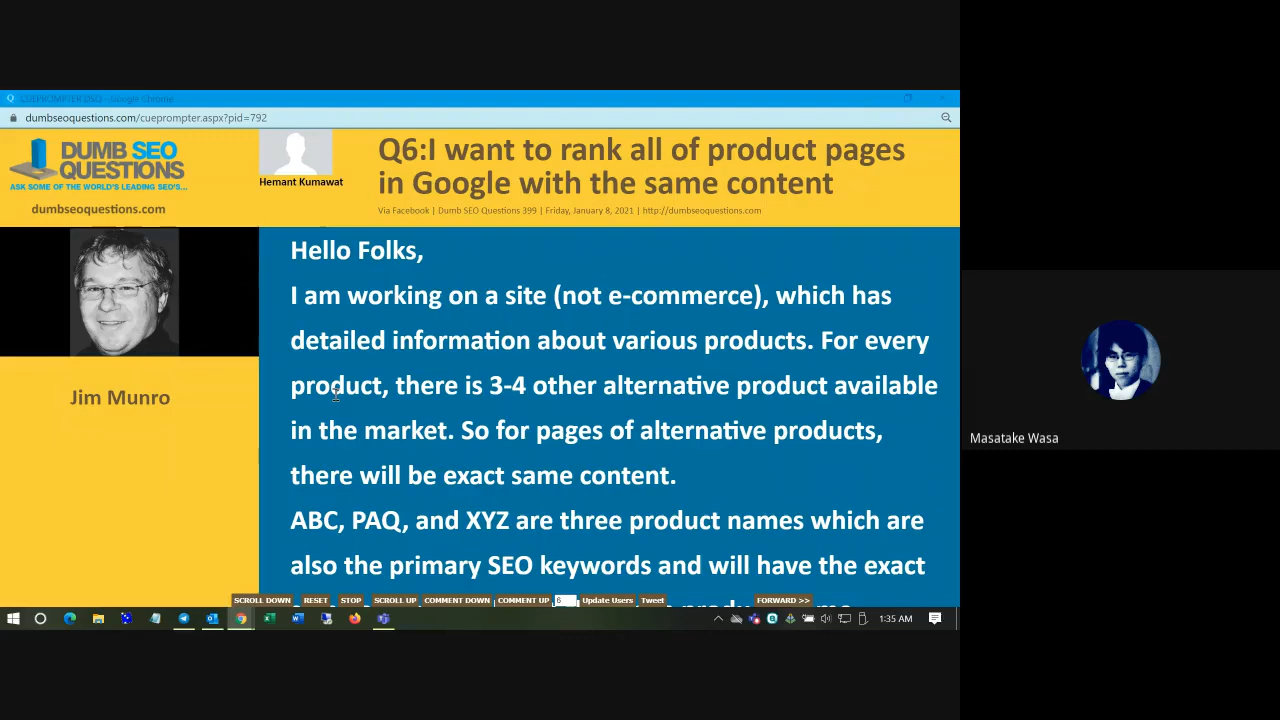 CUEPROMPTER DSQ - Google Chrome
dumbseoquestions.com/cueprompter.aspx?pid=792
DUMB SEO
QUESTIONS
ASK SOME OF THE WORLD'S LEADING SEO'S...
dumbseoquestions.com
Hemant Kumawat
Q6:I want to rank all of product pages
in Google with the same content
Via Facebook | Dumb SEO Questions 399 | Friday, January 8, 2021 | http://dumbseoquestions.com
Jim Munro
Hello Folks,
I am working on a site (not e-commerce), which has
detailed information about various products. For every
product, there is 3-4 other alternative product available
in the market. So for pages of alternative products,
there will be exact same content.
ABC, PAQ, and XYZ are three product names which are
also the primary SEO keywords and will have the exact
SCROLL DOWN RESET STOP SCROLL UP COMMENT DOWN COMMENT UP 6 Update Users Tweet FORWARD >>
1:35 AM
Masatake Wasa